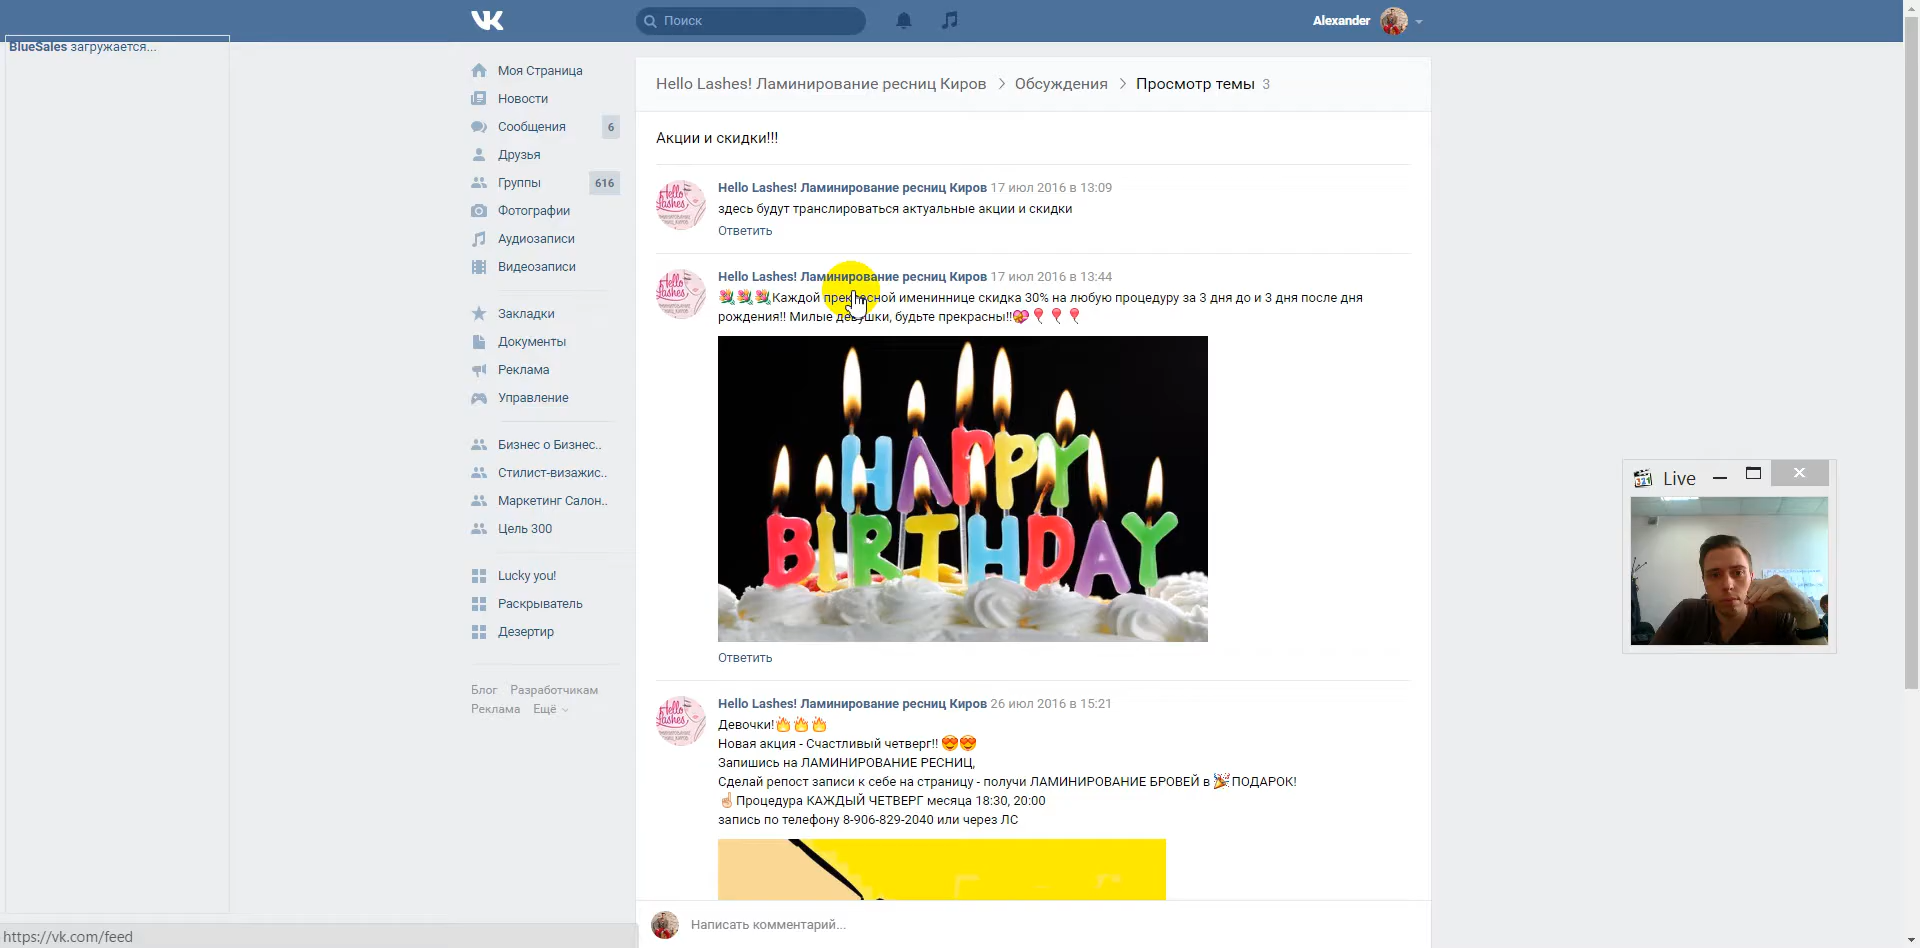 Поиск
Alexander
BlueSales загружается...
Моя Страница
Новости
Сообщения 6
Друзья
Группы 616
Фотографии
Аудиозаписи
Видеозаписи
Закладки
Документы
Реклама
Управление
Бизнес о Бизнес..
Стилист-визажис..
Маркетинг Салон..
Цель 300
Lucky you!
Раскрыватель
Дезертир
Блог Разработчикам
Реклама Ещё
Hello Lashes! Ламинирование ресниц Киров > Обсуждения > Просмотр темы 3
Акции и скидки!!!
Hello Lashes! Ламинирование ресниц Киров 17 июл 2016 в 13:09
здесь будут транслироваться актуальные акции и скидки
Ответить
Hello Lashes! Ламинирование ресниц Киров 17 июл 2016 в 13:44
Каждой прекрасной имениннице скидка 30% на любую процедуру за 3 дня до и 3 дня после дня
рождения!! Милые девушки, будьте прекрасны!!
HAPPY
BIRTHDAY
Ответить
Hello Lashes! Ламинирование ресниц Киров 26 июл 2016 в 15:21
Девочки!
Новая акция - Счастливый четверг!!
Запишись на ЛАМИНИРОВАНИЕ РЕСНИЦ,
Сделай репост записи к себе на страницу - получи ЛАМИНИРОВАНИЕ БРОВЕЙ в ПОДАРОК!
Процедура КАЖДЫЙ ЧЕТВЕРГ месяца 18:30, 20:00
запись по телефону 8-906-829-2040 или через ЛС
Написать комментарий...
Live
https://vk.com/feed